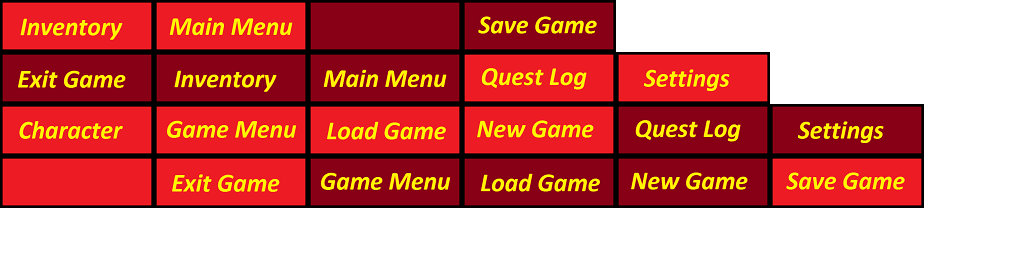 Inventory Main Menu Save Game
Exit Game Inventory Main Menu Quest Log Settings
Character Game Menu Load Game New Game Quest Log Settings
Exit Game Game Menu Load Game New Game Save Game